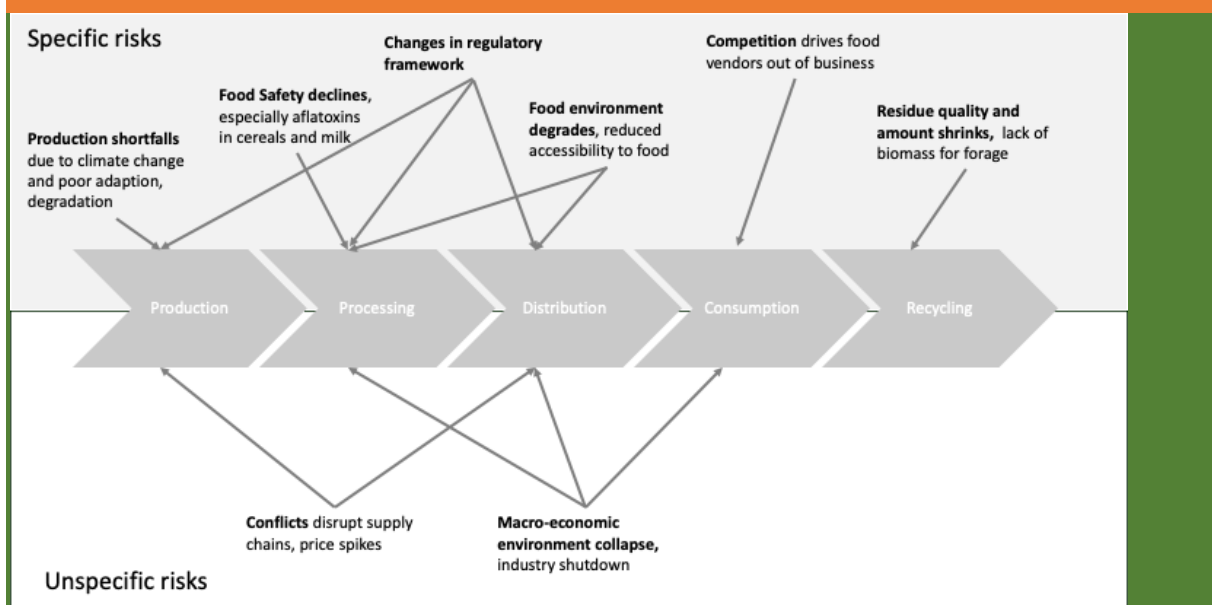 Specific risks
Changes in regulatory
framework
Competition drives food
vendors out of business
Food Safety declines,
especially aflatoxins
in cereals and milk
Food environment
degrades, reduced
accessibility to food
Residue quality and
amount shrinks, lack of
biomass for forage
Production shortfalls
due to climate change
and poor adaption,
degradation
Production
Processing
Distribution
Consumption
Recycling
Conflicts disrupt supply
chains, price spikes
Macro-economic
environment collapse,
industry shutdown
Unspecific risks